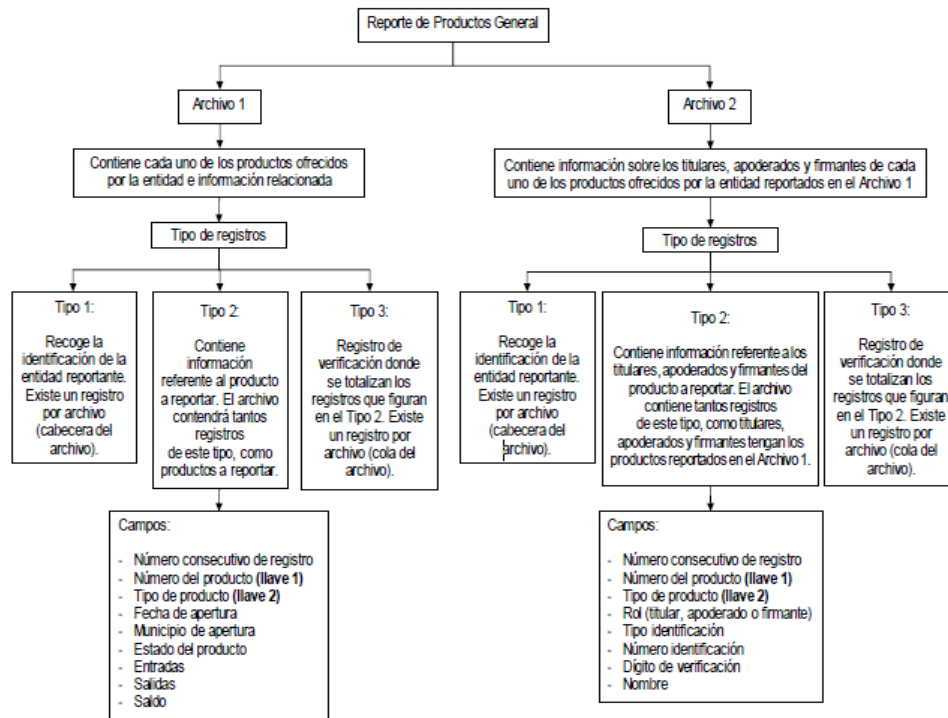 Reporte de Productos General
Archivo 1
Contiene cada uno de los productos ofrecidos
por la entidad e información relacionada
Tipo de registros
Tipo 1:
Recoge la
identificación de la
entidad reportante.
Existe un registro
por archivo
(cabecera del
archivo).
Tipo 2:
Contiene
información
referente al producto
a reportar. El archivo
contendrá tantos
registros
de este tipo, como
productos a reportar.
Tipo 3:
Registro de
verificación donde
se totalizan los
registros que figuran
en el Tipo 2. Existe
un registro por
archivo (cola del
archivo).
Campos:
- Número consecutivo de registro
- Número del producto (llave 1)
- Tipo de producto (llave 2)
- Fecha de apertura
- Municipio de apertura
- Estado del producto
- Entradas
- Salidas
- Saldo
Archivo 2
Contiene información sobre los titulares, apoderados y firmantes de cada
uno de los productos ofrecidos por la entidad reportados en el Archivo 1
Tipo de registros
Tipo 1:
Recoge la
identificación de la
entidad reportante.
Existe un registro
por archivo
(cabecera del
archivo).
Tipo 2:
Contiene información referente a los
titulares, apoderados y firmantes del
producto a reportar. El archivo
contiene tantos registros
de este tipo, como titulares,
apoderados y firmantes tengan los
productos reportados en el Archivo 1.
Tipo 3:
Registro de
verificación donde
se totalizan los
registros que figuran
en el Tipo 2. Existe
un registro por
archivo (cola del
archivo).
Campos:
- Número consecutivo de registro
- Número del producto (llave 1)
- Tipo de producto (llave 2)
- Rol (titular, apoderado o firmante)
- Tipo identificación
- Número identificación
- Dígito de verificación
- Nombre